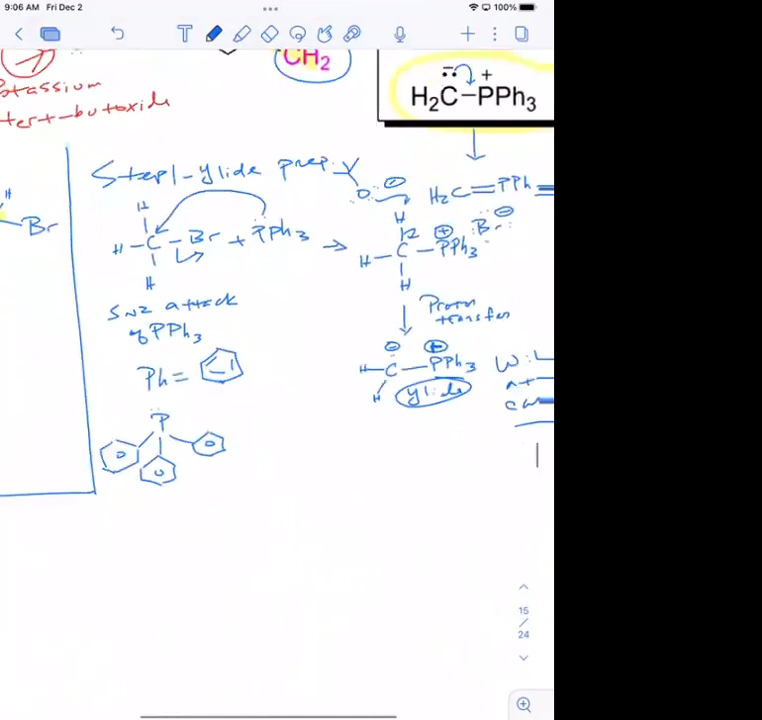 9:06 AM Fri Dec 2
100%
CH2
H2C–PPh3
+
tert-butoxide
Step 1 - ylide prep.
H2C=PPh
H
Br
H
H–C–Br + PPh3 →
H
H
H–C–PPh3
Br
H
SN2 attack
of PPh3
Proton
transfer
Ph =
H–C–PPh3
H
ylide
P
15
/
24